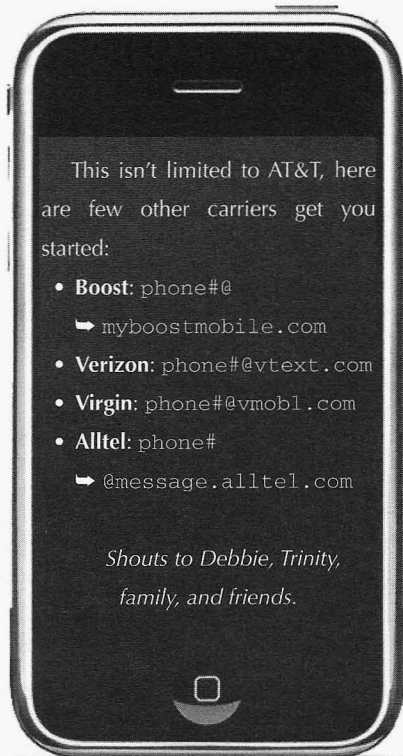 This isn't limited to AT&T, here
are few other carriers get you
started:
• Boost: phone#@
➥ myboostmobile.com
• Verizon: phone#@vtext.com
• Virgin: phone#@vmobl.com
• Alltel: phone#
➥ @message.alltel.com
Shouts to Debbie, Trinity,
family, and friends.